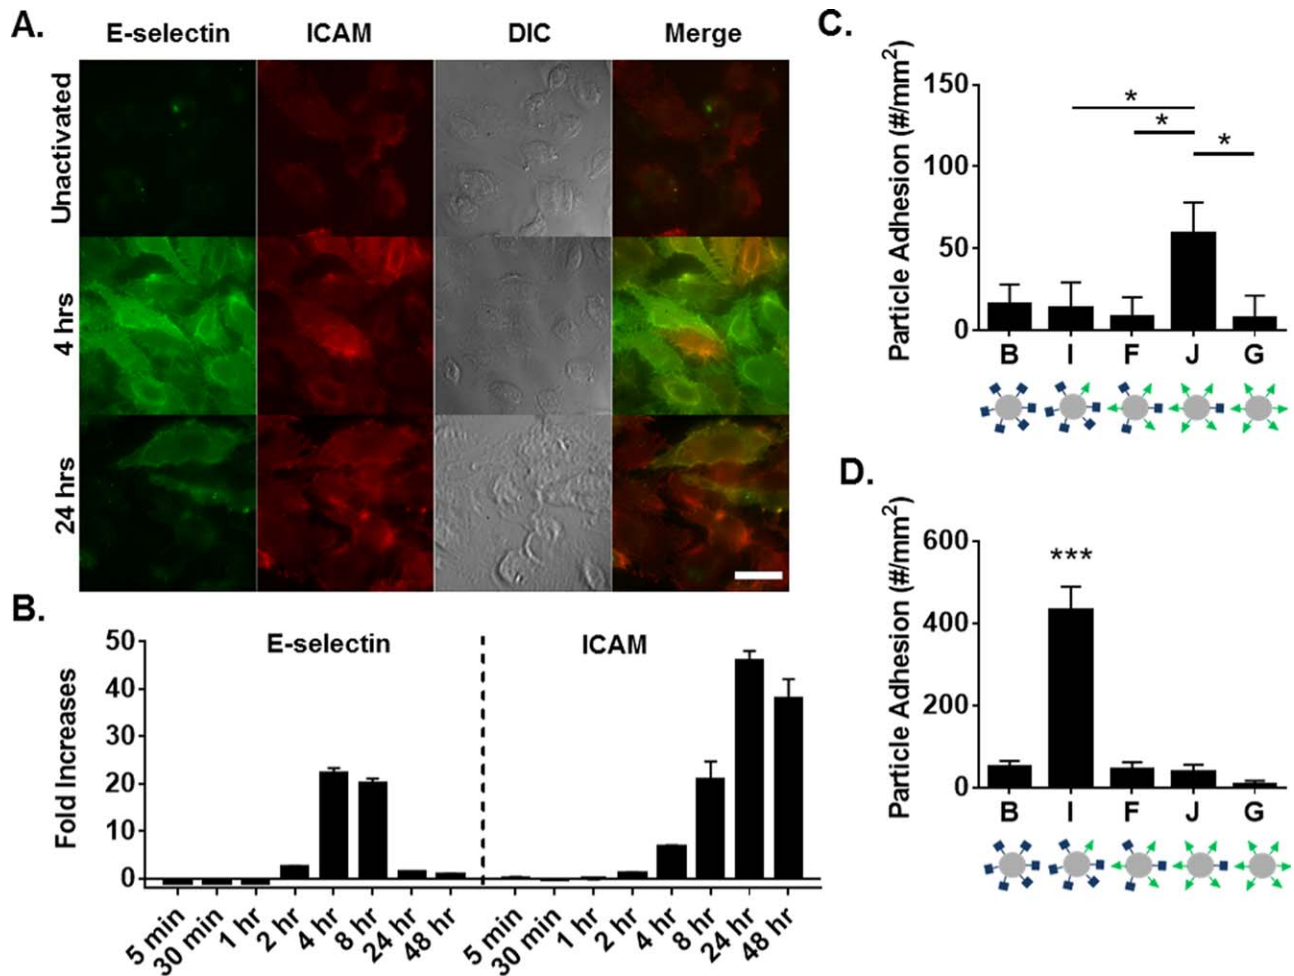 A.
E-selectin ICAM DIC Merge
Unactivated
4 hrs
24 hrs
B.
Fold Increases
50
40
30
20
10
0
E-selectin ICAM
5 min 30 min 1 hr 2 hr 4 hr 8 hr 24 hr 48 hr 5 min 30 min 1 hr 2 hr 4 hr 8 hr 24 hr 48 hr
C.
Particle Adhesion (#/mm²)
150
100
50
0
*
*
*
B I F J G
D.
Particle Adhesion (#/mm²)
600
400
200
0
***
B I F J G